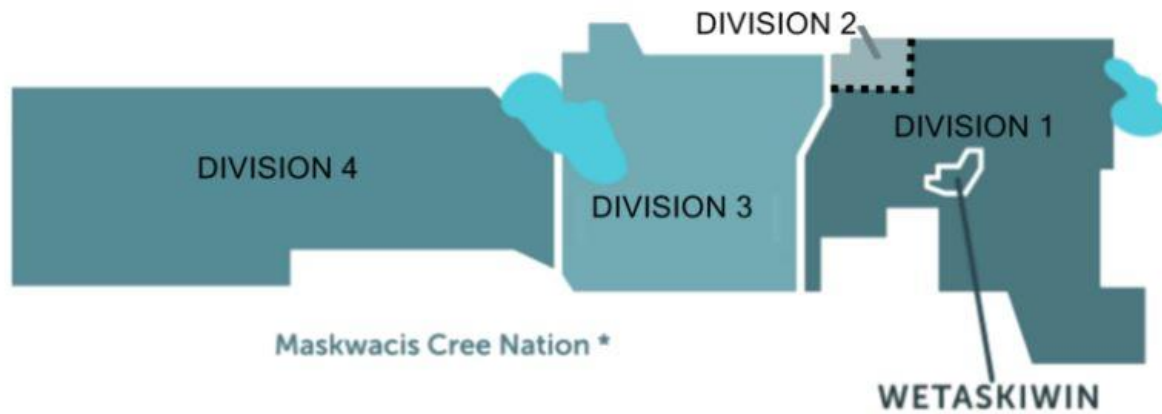 DIVISION 2
DIVISION 1
DIVISION 4
DIVISION 3
Maskwacis Cree Nation *
WETASKIWIN